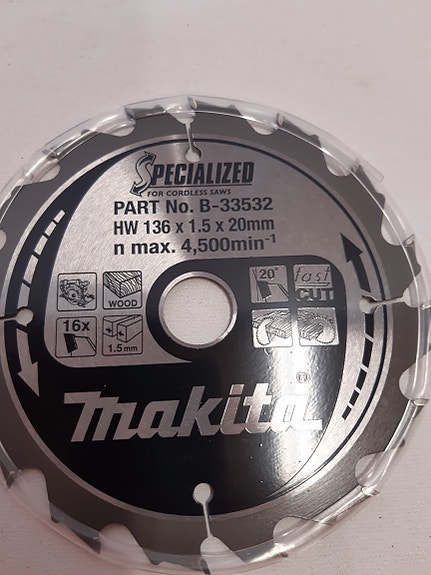 SPECIALIZED
FOR CORDLESS SAWS
PART No. B-33532
HW 136 x 1.5 x 20mm
n max. 4,500min-1
WOOD
20°
fast
CUT
16x
1.5mm
makita®